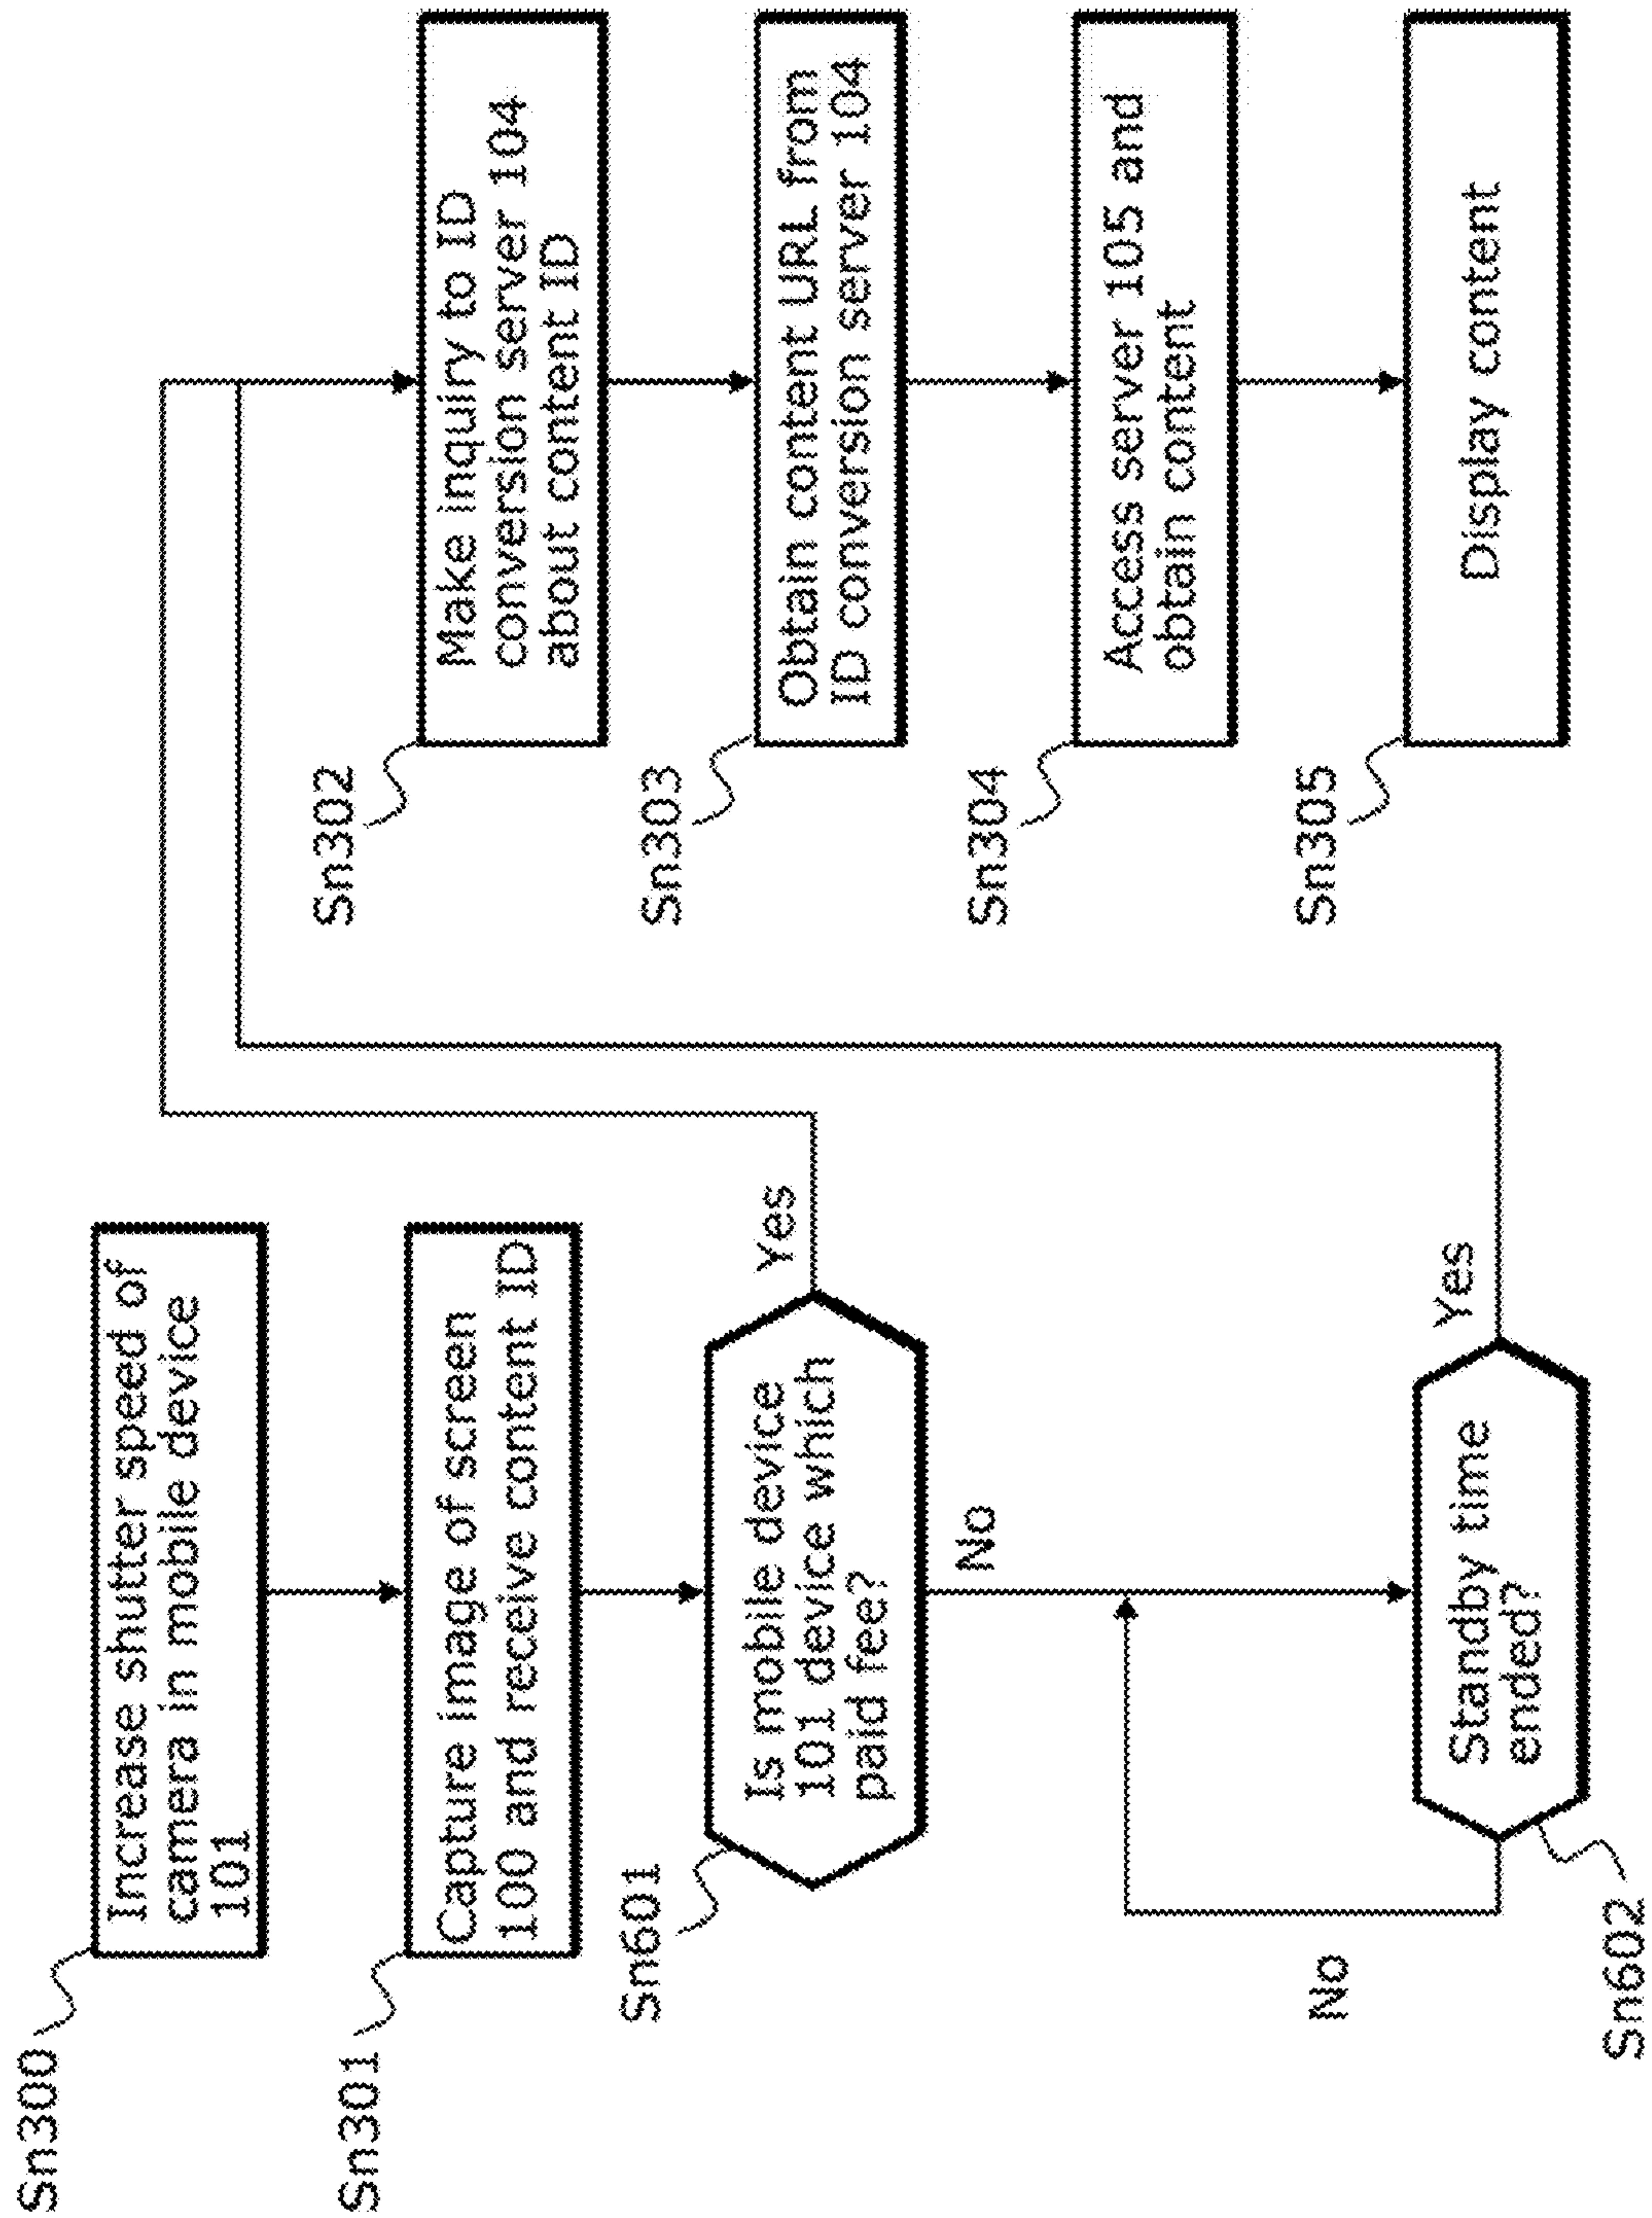 Sn300
Increase shutter speed of
camera in mobile device
101
Sn301
Capture image of screen
100 and receive content ID
Sn601
Is mobile device
101 device which
paid fee?
Yes
No
Standby time
ended?
Yes
No
Sn602
Sn302
Make inquiry to ID
conversion server 104
about content ID
Sn303
Obtain content URL from
ID conversion server 104
Sn304
Access server 105 and
obtain content
Sn305
Display content